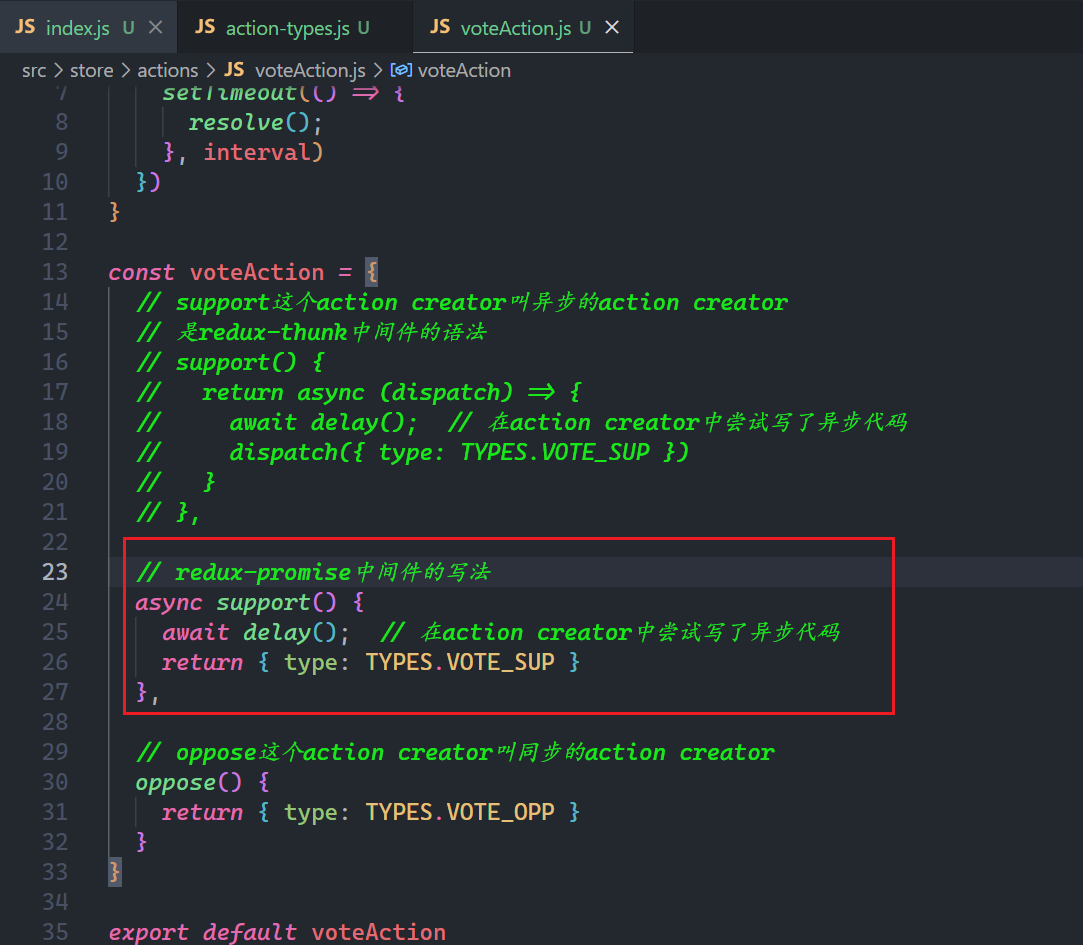 JS index.js U × JS action-types.js U JS voteAction.js U ×
src > store > actions > JS voteAction.js > voteAction
7 setTimeout(() => {
8 resolve();
9 }, interval)
10 })
11 }
12
13 const voteAction = {
14 // support这个action creator叫异步的action creator
15 // 是redux-thunk中间件的语法
16 // support() {
17 // return async (dispatch) => {
18 // await delay(); // 在action creator中尝试写了异步代码
19 // dispatch({ type: TYPES.VOTE_SUP })
20 // }
21 // },
22
23 // redux-promise中间件的写法
24 async support() {
25 await delay(); // 在action creator中尝试写了异步代码
26 return { type: TYPES.VOTE_SUP }
27 },
28
29 // oppose这个action creator叫同步的action creator
30 oppose() {
31 return { type: TYPES.VOTE_OPP }
32 }
33 }
34
35 export default voteAction